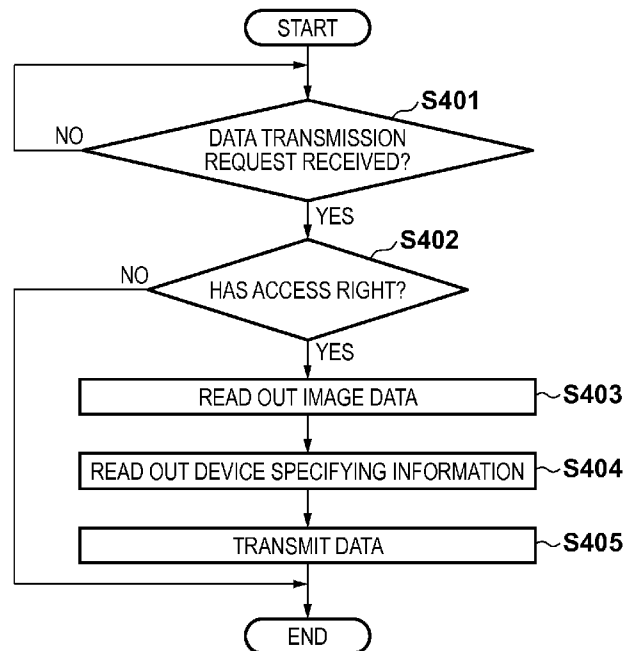 START
S401
NO
DATA TRANSMISSION
REQUEST RECEIVED?
YES
S402
NO
HAS ACCESS RIGHT?
YES
READ OUT IMAGE DATA
S403
READ OUT DEVICE SPECIFYING INFORMATION
S404
TRANSMIT DATA
S405
END